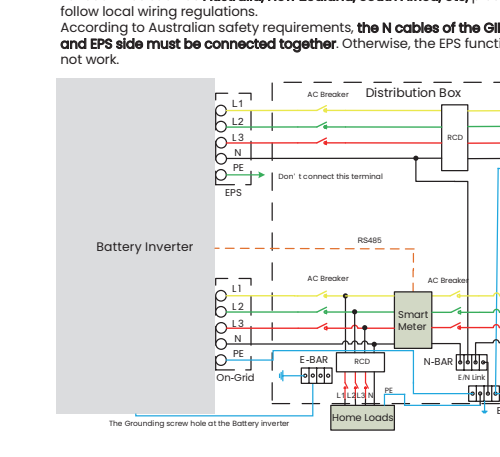 follow local wiring regulations.
According to Australian safety requirements, the N cables of the
and EPS side must be connected together. Otherwise, the EPS
not work.
AC Breaker
Distribution Box
L1
L2
L3
N
PE
EPS
RCD
Don't connect this terminal
Battery Inverter
RS485
AC Breaker
AC Breaker
L1
L2
L3
N
PE
On-Grid
Smart
Meter
E-BAR
RCD
N-BAR
E/N Link
L1 L2 L3 N
PE
Home Loads
The Grounding screw hole at the Battery inverter